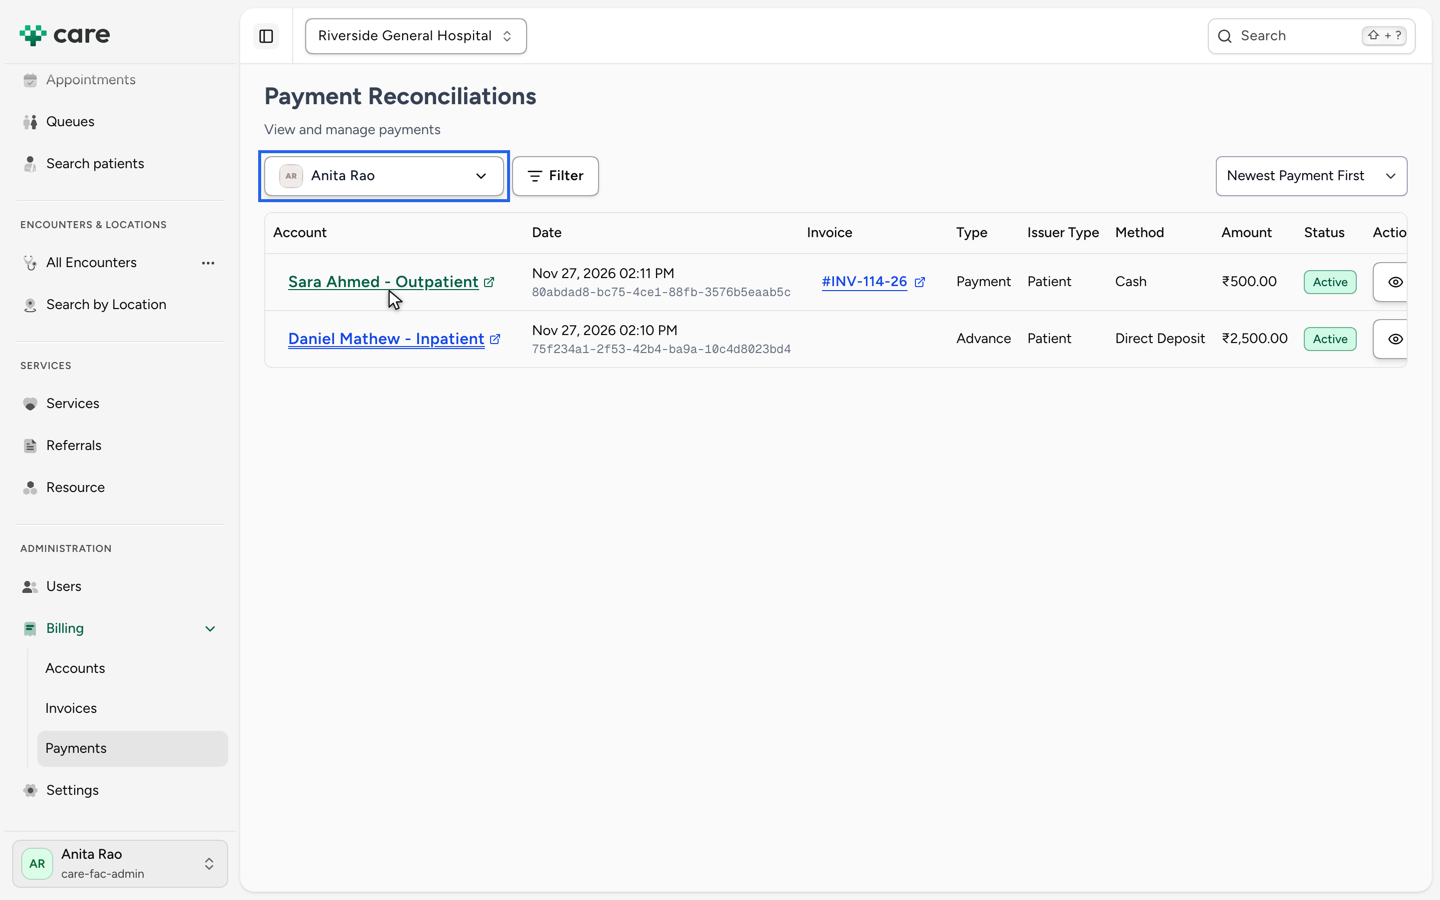 care
Riverside General Hospital
Search
+ ?
Appointments
Queues
Search patients
ENCOUNTERS & LOCATIONS
All Encounters
Search by Location
SERVICES
Services
Referrals
Resource
ADMINISTRATION
Users
Billing
Accounts
Invoices
Payments
Settings
AR
Anita Rao
care-fac-admin
Payment Reconciliations
View and manage payments
AR Anita Rao
Filter
Newest Payment First
Account Date Invoice Type Issuer Type Method Amount Status Actio
Sara Ahmed - Outpatient Nov 27, 2026 02:11 PM #INV-114-26 Payment Patient Cash ₹500.00 Active
80abdad8-bc75-4ce1-88fb-3576b5eaab5c
Daniel Mathew - Inpatient Nov 27, 2026 02:10 PM Advance Patient Direct Deposit ₹2,500.00 Active
75f234a1-2f53-42b4-ba9a-10c4d8023bd4